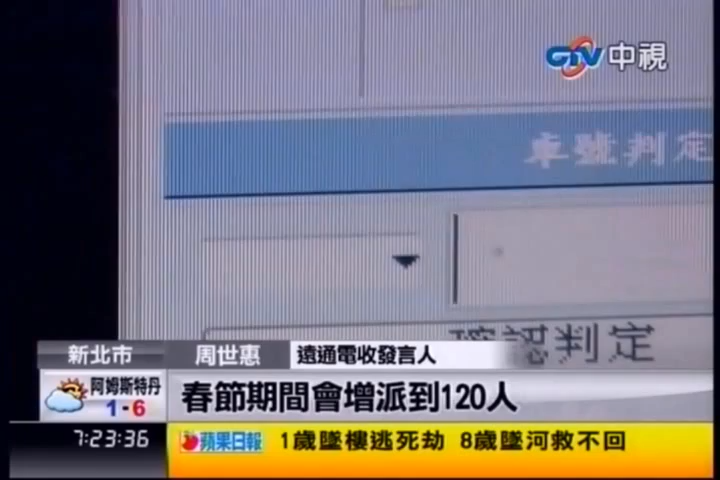 CTV中視
車號判定
確認判定
新北市 周世惠 遠通電收發言人
阿姆斯特丹
1-6
春節期間會增派到120人
7:23:36
蘋果日報 1歲墜樓逃死劫 8歲墜河救不回